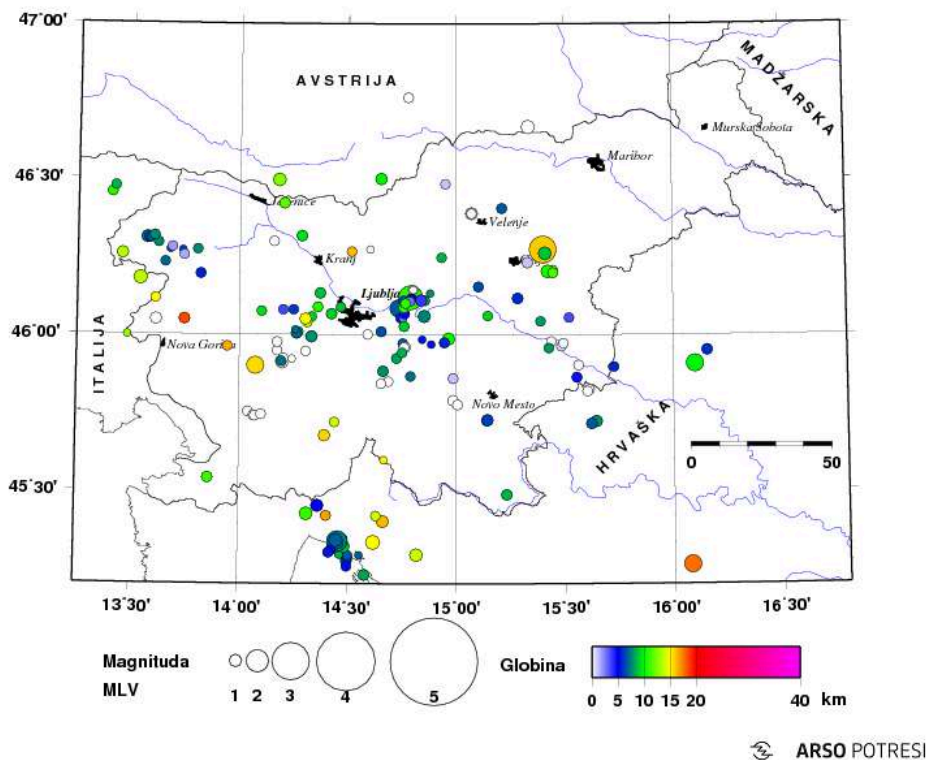 47˚00'
AVSTRIJA
MADŽARSKA
Murska Sobota
Maribor
46˚30'
Velenje
Kranj
46˚00'
ITALIJA
Nova Gorica
Novo Mesto
HRVAŠKA
0 50
45˚30'
13˚30' 14˚00' 14˚30' 15˚00' 15˚30' 16˚00' 16˚30'
Magnituda
MLV
1 2 3 4 5
Globina
0 5 10 15 20 40 km
ARSO POTRESI